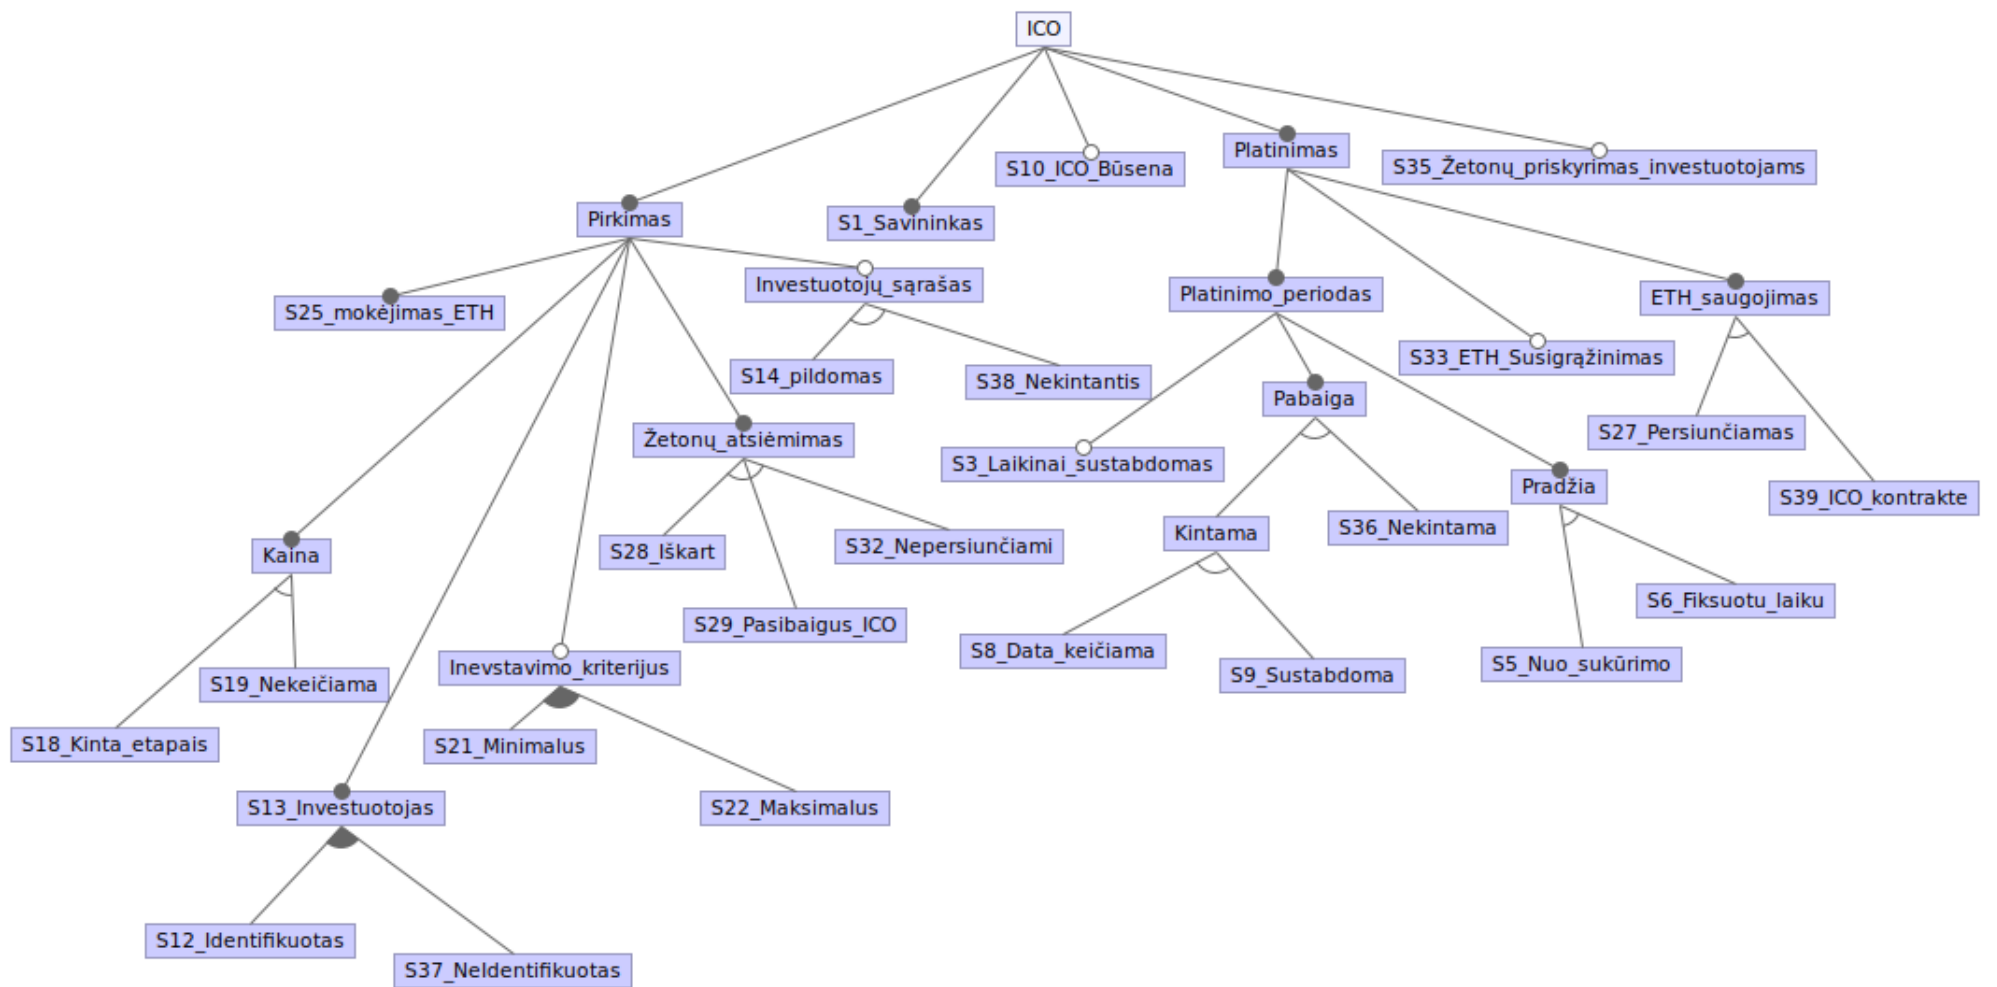 ICO
Platinimas
S10_ICO_Būsena
S35_Žetonų_priskyrimas_investuotojams
Pirkimas
S1_Savininkas
Investuotojų_sąrašas
Platinimo_periodas
ETH_saugojimas
S25_mokėjimas_ETH
S33_ETH_Susigrąžinimas
S14_pildomas
S38_Nekintantis
Pabaiga
S27_Persiunčiamas
Žetonų_atsiėmimas
S3_Laikinai_sustabdomas
Pradžia
S39_ICO_kontrakte
S36_Nekintama
Kintama
S32_Nepersiunčiami
S28_Iškart
Kaina
S6_Fiksuotu_laiku
S29_Pasibaigus_ICO
S8_Data_keičiama
S5_Nuo_sukūrimo
Inevstavimo_kriterijus
S9_Sustabdoma
S19_Nekeičiama
S18_Kinta_etapais
S21_Minimalus
S13_Investuotojas
S22_Maksimalus
S12_Identifikuotas
S37_NeIdentifikuotas